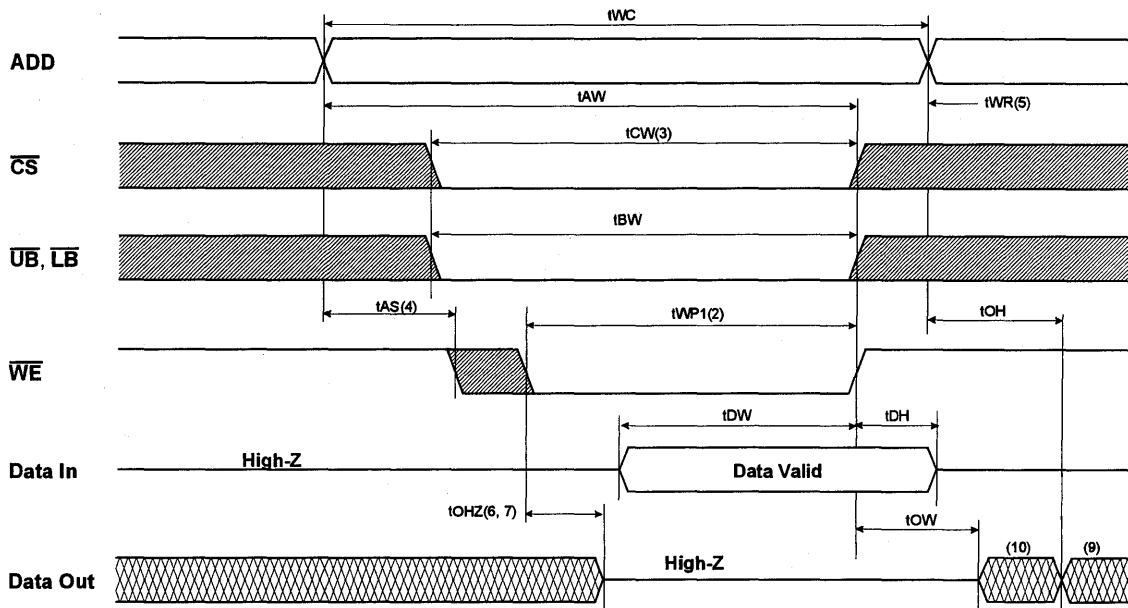 tWC
ADD
tAW
tWR(5)
tCW(3)
CS
tBW
UB, LB
tAS(4)
tWP1(2)
tOH
WE
tDW
tDH
High-Z
Data In
Data Valid
tOHZ(6, 7)
tOW
High-Z
(10)
(9)
Data Out